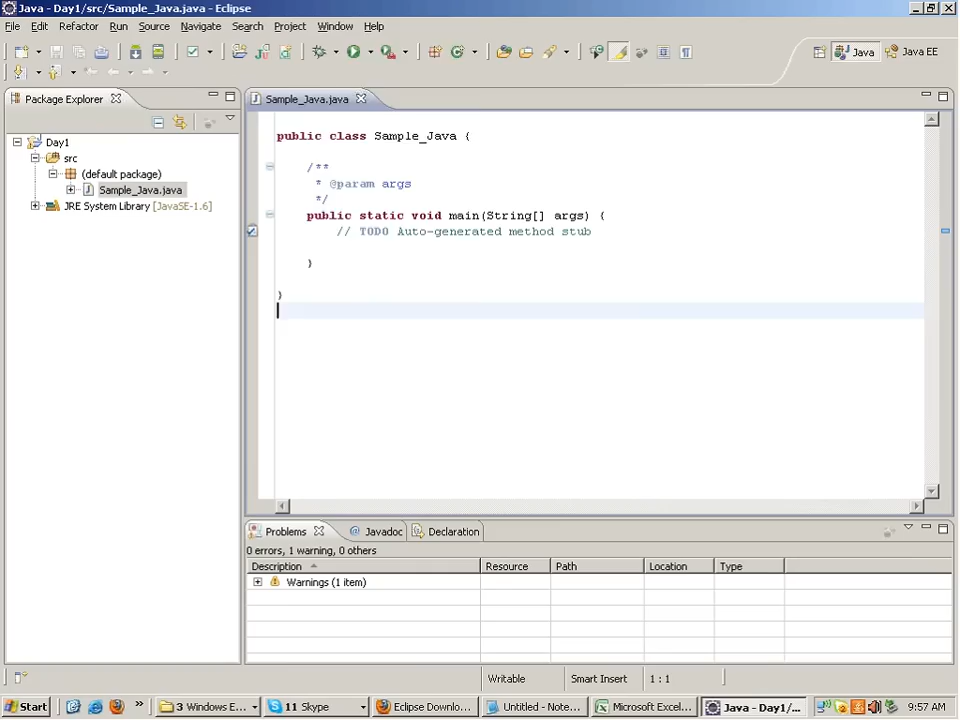 Java - Day1/src/Sample_Java.java - Eclipse
File Edit Refactor Run Source Navigate Search Project Window Help
Java Java EE
Package Explorer
Sample_Java.java
Day1
src
(default package)
Sample_Java.java
JRE System Library [JavaSE-1.6]
public class Sample_Java {
/**
* @param args
*/
public static void main(String[] args) {
// TODO Auto-generated method stub
}
}
Problems @ Javadoc Declaration
0 errors, 1 warning, 0 others
Description Resource Path Location Type
Warnings (1 item)
Writable Smart Insert 1 : 1
Start » 3 Windows E... 11 Skype Eclipse Downlo... Untitled - Note... Microsoft Excel... Java - Day1/... 9:57 AM